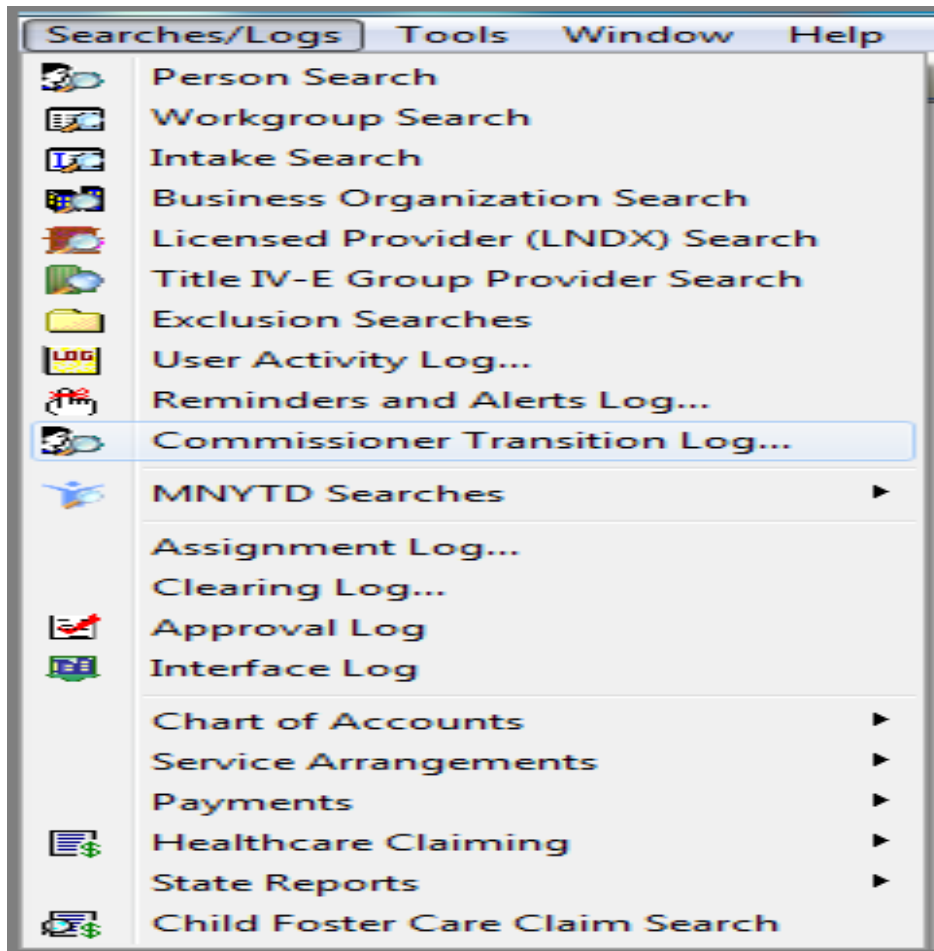 Searches/Logs Tools Window Help
Person Search
Workgroup Search
Intake Search
Business Organization Search
Licensed Provider (LNDX) Search
Title IV-E Group Provider Search
Exclusion Searches
LOG User Activity Log...
Reminders and Alerts Log...
Commissioner Transition Log...
MNYTD Searches
Assignment Log...
Clearing Log...
Approval Log
Interface Log
Chart of Accounts
Service Arrangements
Payments
Healthcare Claiming
State Reports
Child Foster Care Claim Search